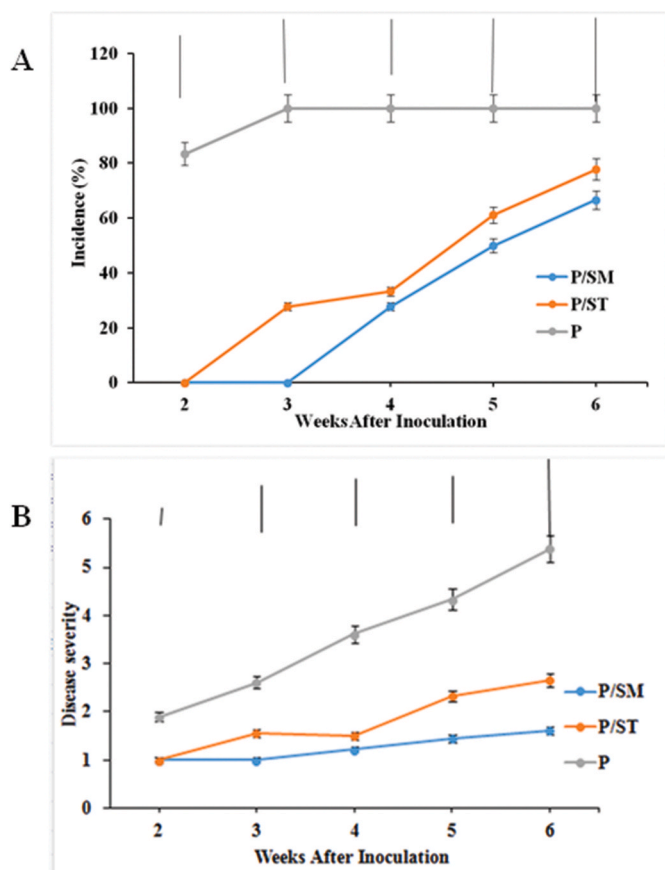 A
120
100
80
60
40
20
0
Incidence (%)
2 3 4 5 6
Weeks After Inoculation
P/SM
P/ST
P
B
6
5
4
3
2
1
0
Disease severity
2 3 4 5 6
Weeks After Inoculation
P/SM
P/ST
P